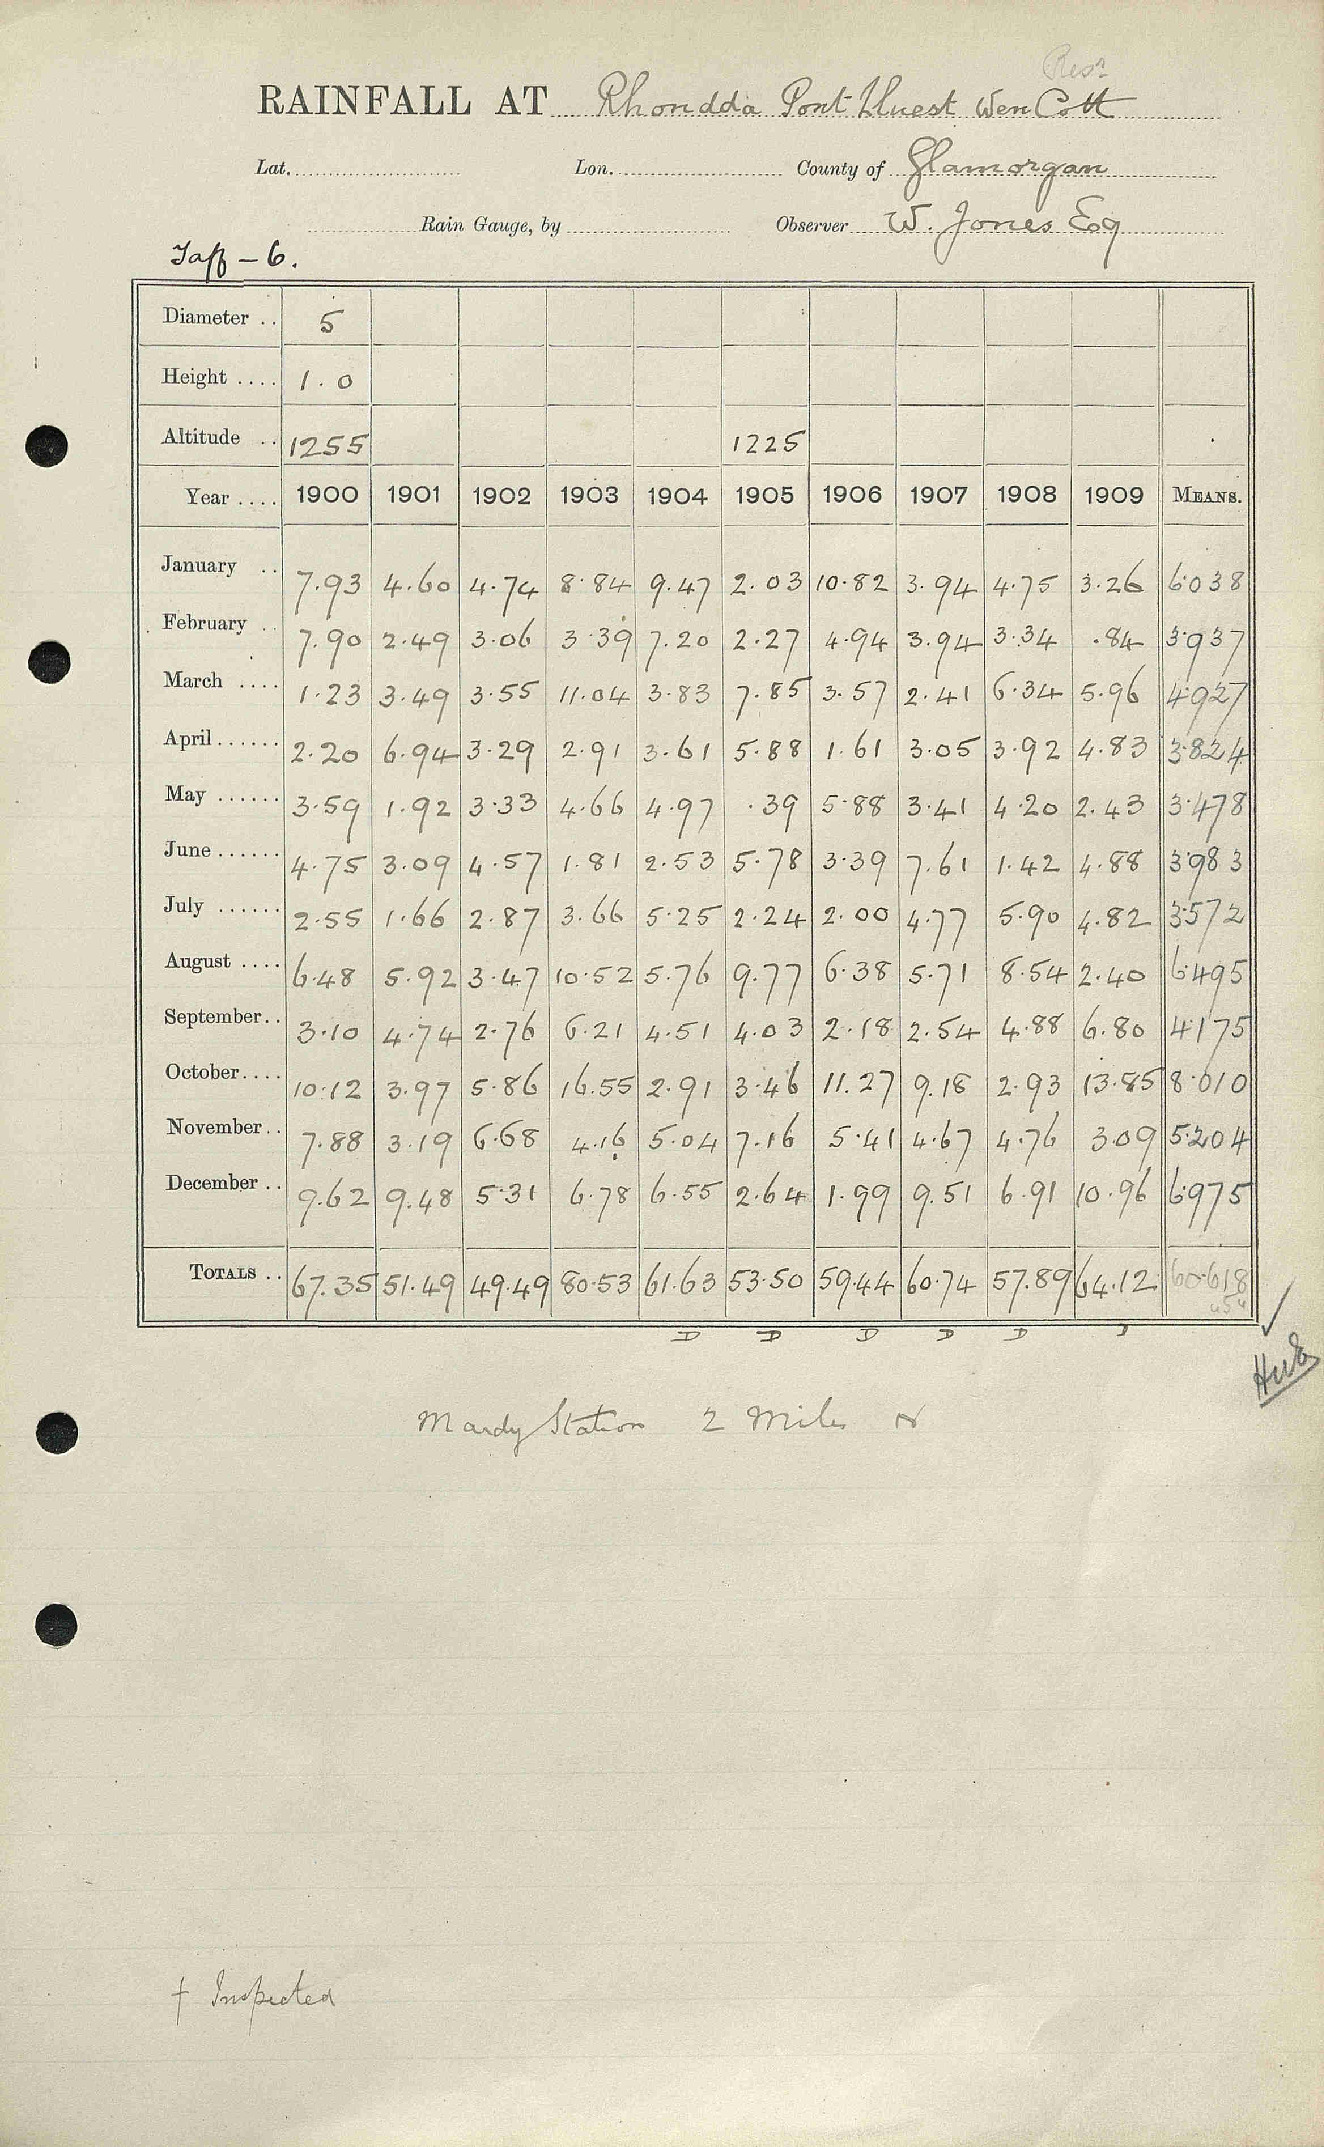 Resr
RAINFALL AT Rhondda Pont Lluest Wen Cott
Lat. Lon. County of Glamorgan
Rain Gauge, by Observer W. Jones Esq
Taff – 6.
Diameter .. 5
Height .... 1.0
Altitude .. 1255 1225
Year .... 1900 1901 1902 1903 1904 1905 1906 1907 1908 1909 MEANS.
January .. 7.93 4.60 4.74 8.84 9.47 2.03 10.82 3.94 4.75 3.26 6.038
February .. 7.90 2.49 3.06 3.39 7.20 2.27 4.94 3.94 3.34 .84 3.937
March .... 1.23 3.49 3.55 11.04 3.83 7.85 3.57 2.41 6.34 5.96 4.927
April...... 2.20 6.94 3.29 2.91 3.61 5.88 1.61 3.05 3.92 4.83 3.824
May ...... 3.59 1.92 3.33 4.66 4.97 .39 5.88 3.41 4.20 2.43 3.478
June...... 4.75 3.09 4.57 1.81 2.53 5.78 3.39 7.61 1.42 4.88 3.983
July ...... 2.55 1.66 2.87 3.66 5.25 2.24 2.00 4.77 5.90 4.82 3.572
August .... 6.48 5.92 3.47 10.52 5.76 9.77 6.38 5.71 8.54 2.40 6.495
September.. 3.10 4.74 2.76 6.21 4.51 4.03 2.18 2.54 4.88 6.80 4.175
October.... 10.12 3.97 5.86 16.55 2.91 3.46 11.27 9.18 2.93 13.85 8.010
November.. 7.88 3.19 6.68 4.16 5.04 7.16 5.41 4.67 4.76 3.09 5.204
December .. 9.62 9.48 5.31 6.78 6.55 2.64 1.99 9.51 6.91 10.96 6.975
TOTALS .. 67.35 51.49 49.49 80.53 61.63 53.50 59.44 60.74 57.89 64.12 60.618
D D D D D
Mardy Station 2 Miles N
† Inspected